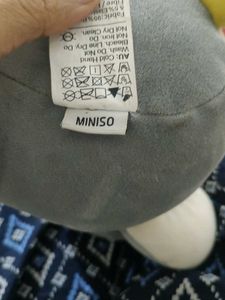 AU: Cold Hand
Wash. Do Not
Bleach. Line Dry. Do
Not Iron. Do
Not Dry Clean.
MINISO